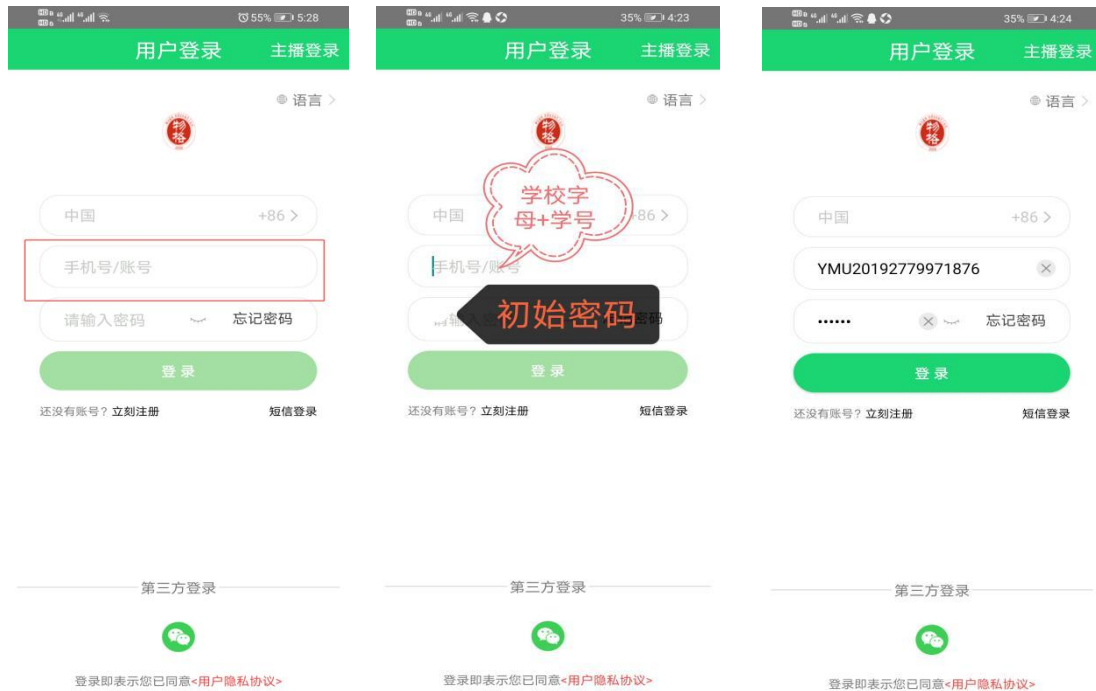 55% 5:28
用户登录 主播登录
语言
物格
中国 +86
手机号/账号
请输入密码 忘记密码
登录
还没有账号？立刻注册 短信登录
第三方登录
登录即表示您已同意<用户隐私协议>
35% 4:23
用户登录 主播登录
语言
物格
学校字
母+学号
中国 +86
手机号/账号
初始密码
登录
还没有账号？立刻注册 短信登录
第三方登录
登录即表示您已同意<用户隐私协议>
35% 4:24
用户登录 主播登录
语言
物格
中国 +86
YMU20192779971876
•••••• 忘记密码
登录
还没有账号？立刻注册 短信登录
第三方登录
登录即表示您已同意<用户隐私协议>